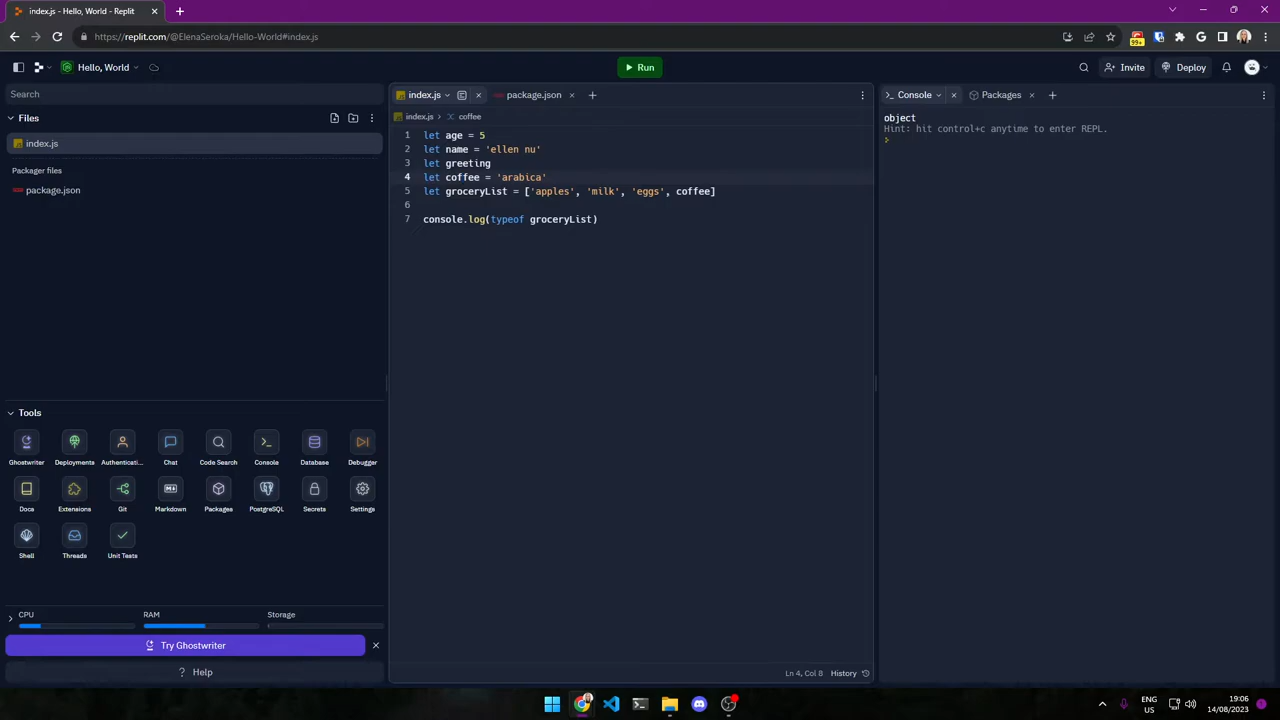 index.js - Hello, World - Replit
https://replit.com/@ElenaSeroka/Hello-World#index.js
99+
Hello, World
Run
Invite
Deploy
Search
Files
index.js
Packager files
package.json
index.js
package.json
index.js > coffee
1 let age = 5
2 let name = 'ellen nu'
3 let greeting
4 let coffee = 'arabica'
5 let groceryList = ['apples', 'milk', 'eggs', coffee]
6
7 console.log(typeof groceryList)
Console
Packages
object
Hint: hit control+c anytime to enter REPL.
Tools
Ghostwriter Deployments Authenticati... Chat Code Search Console Database Debugger
Docs Extensions Git Markdown Packages PostgreSQL Secrets Settings
Shell Threads Unit Tests
CPU RAM Storage
Try Ghostwriter
? Help
Ln 4, Col 8 History
ENG
US
19:06
14/08/2023